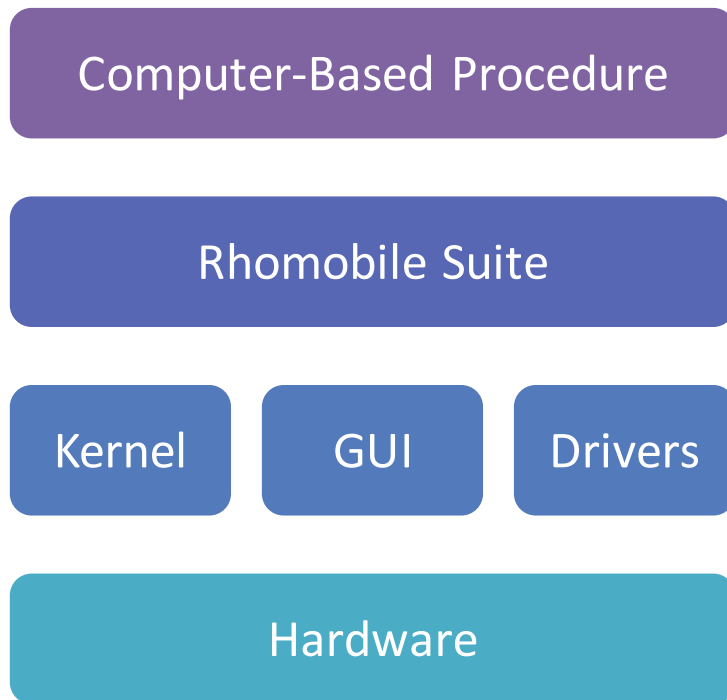 Computer-Based Procedure
Rhomobile Suite
Kernel GUI Drivers
Hardware